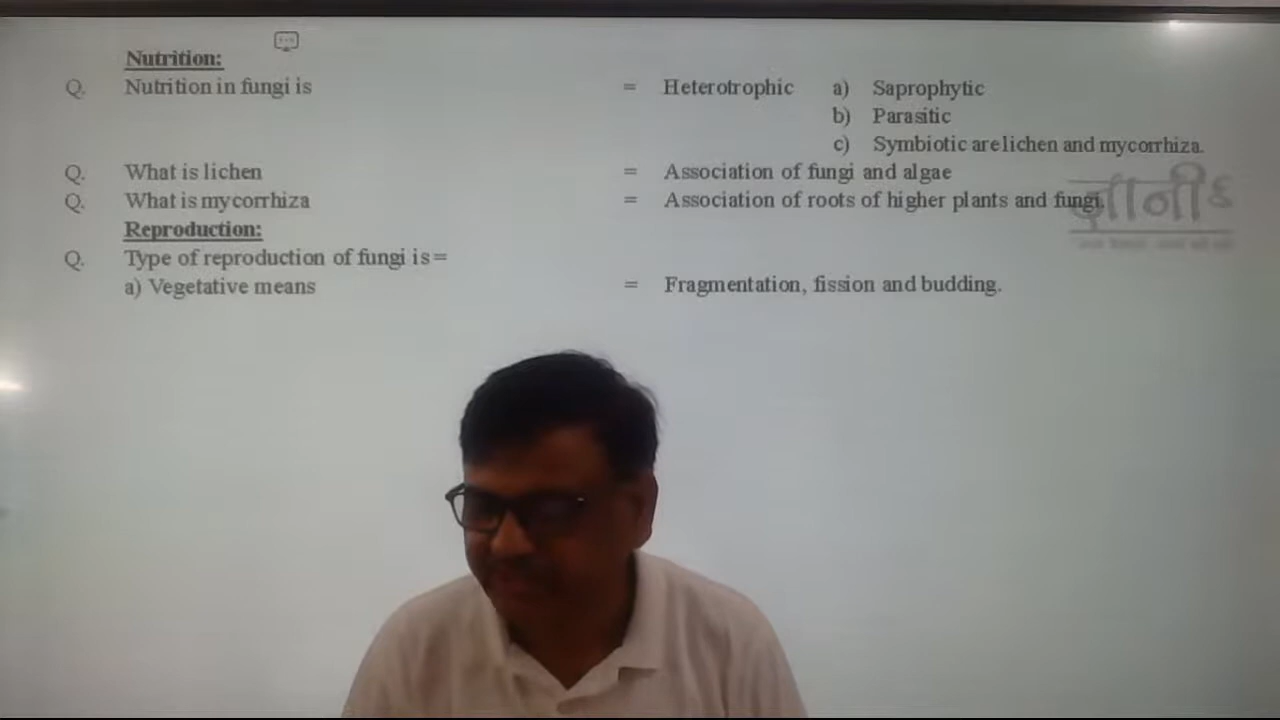 Nutrition:
Q. Nutrition in fungi is = Heterotrophic a) Saprophytic
b) Parasitic
c) Symbiotic are lichen and mycorrhiza.
Q. What is lichen = Association of fungi and algae
Q. What is mycorrhiza = Association of roots of higher plants and fungi.
Reproduction:
Q. Type of reproduction of fungi is=
a) Vegetative means = Fragmentation, fission and budding.